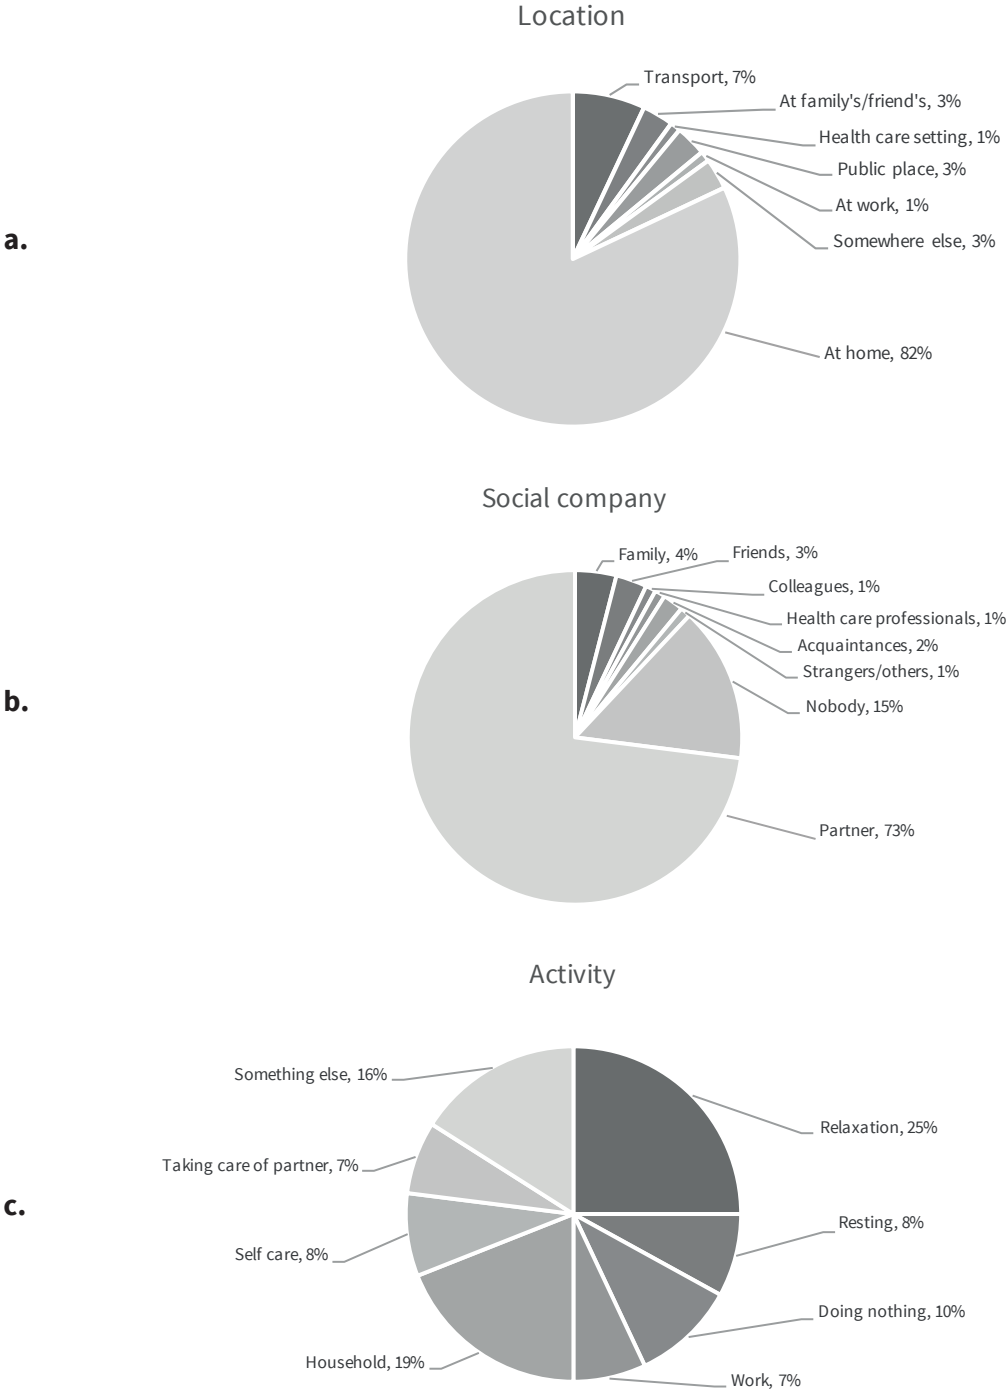 Location
Transport, 7%
At family's/friend's, 3%
Health care setting, 1%
Public place, 3%
At work, 1%
a.
Somewhere else, 3%
At home, 82%
Social company
Family, 4%
Friends, 3%
Colleagues, 1%
Health care professionals, 1%
Acquaintances, 2%
Strangers/others, 1%
b.
Nobody, 15%
Partner, 73%
Activity
Something else, 16%
Relaxation, 25%
Taking care of partner, 7%
c.
Resting, 8%
Self care, 8%
Doing nothing, 10%
Household, 19%
Work, 7%